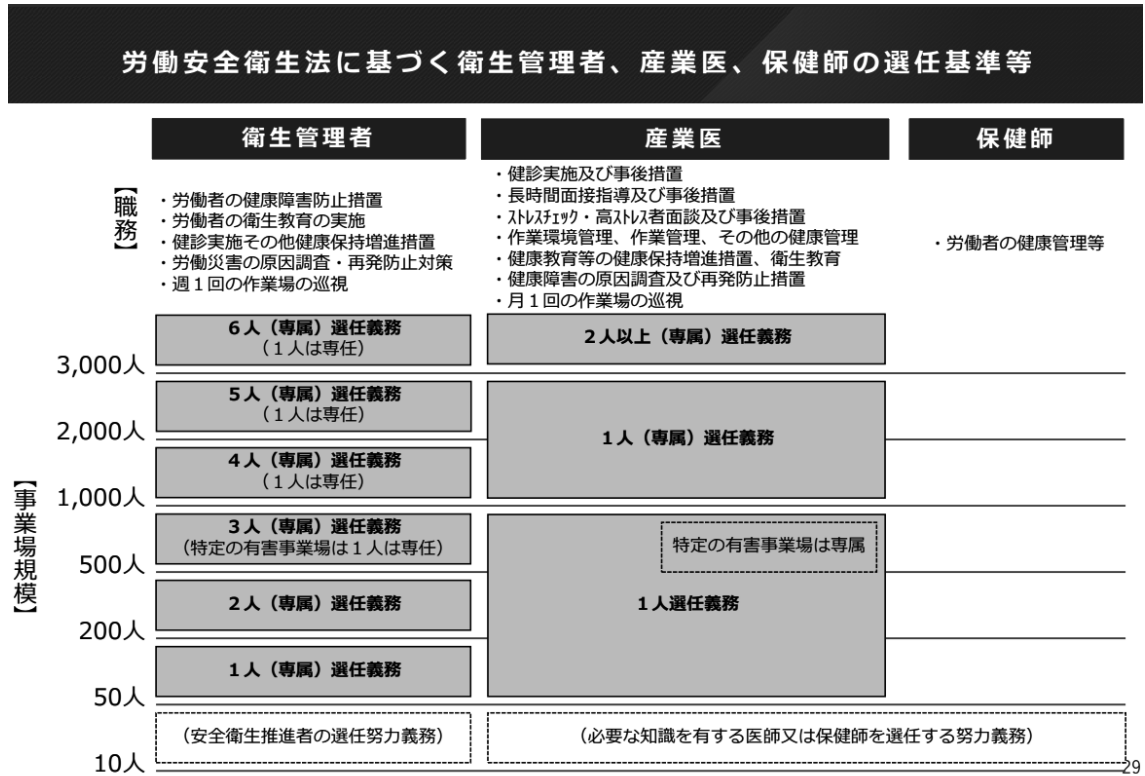 労働安全衛生法に基づく衛生管理者、産業医、保健師の選任基準等
衛生管理者
産業医
保健師
【職務】
・労働者の健康障害防止措置
・労働者の衛生教育の実施
・健診実施その他健康保持増進措置
・労働災害の原因調査・再発防止対策
・週１回の作業場の巡視
・健診実施及び事後措置
・長時間面接指導及び事後措置
・ｽﾄﾚｽﾁｪｯｸ・高ｽﾄﾚｽ者面談及び事後措置
・作業環境管理、作業管理、その他の健康管理
・健康教育等の健康保持増進措置、衛生教育
・健康障害の原因調査及び再発防止措置
・月１回の作業場の巡視
・労働者の健康管理等
【事業場規模】
６人（専属）選任義務
（１人は専任）
２人以上（専属）選任義務
3,000人
５人（専属）選任義務
（１人は専任）
2,000人
１人（専属）選任義務
４人（専属）選任義務
（１人は専任）
1,000人
３人（専属）選任義務
(特定の有害事業場は１人は専任）
特定の有害事業場は専属
500人
２人（専属）選任義務
１人選任義務
200人
１人（専属）選任義務
50人
（安全衛生推進者の選任努力義務）
（必要な知識を有する医師又は保健師を選任する努力義務）
10人
29